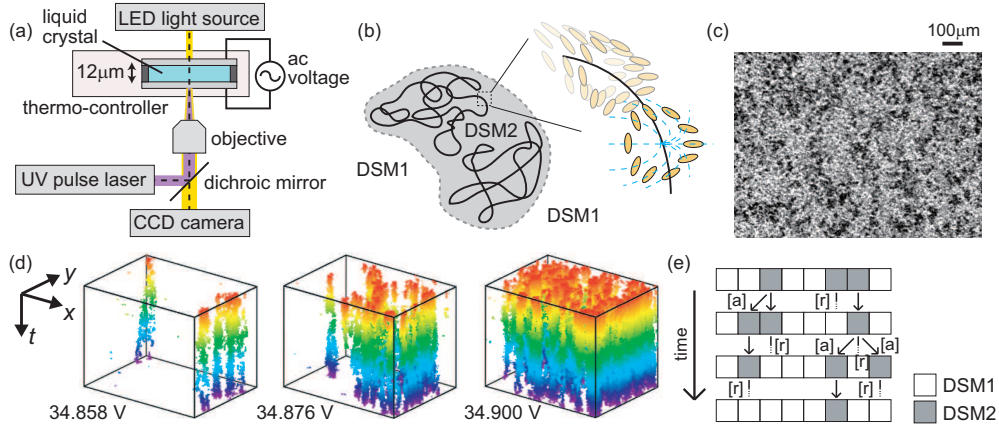 (a)
LED light source
liquid
crystal
12μm
ac
voltage
thermo-controller
objective
UV pulse laser
dichroic mirror
CCD camera
(b)
DSM2
DSM1
DSM1
(c)
100μm
(d)
y
x
t
34.858 V
34.876 V
34.900 V
(e)
time
[a]
[r]
[r]
[a]
[r]
[a]
[r]
[r]
DSM1
DSM2